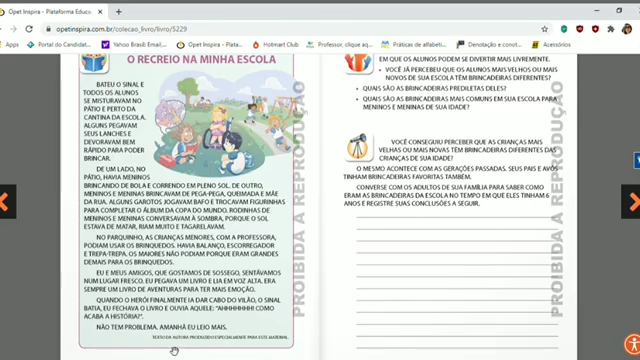 Opet Inspira - Plataforma Educa
opetinspira.com.br/colecao_livro/livro/5229
Portal do Candidat...
Yahoo Brasil Email:...
Hotmart Club
Professor, clique aq...
Práticas de alfabeti...
Denotação e constot...
Acessórios
O RECREIO NA MINHA ESCOLA
BATEU O SINAL E
TODOS OS ALUNOS
SE MISTURAVAM NO
PÁTIO E PERTO DA
CANTINA DA ESCOLA.
ALGUNS PEGAVAM
SEUS LANCHES E
DEVORAVAM BEM
RÁPIDO PARA PODER
BRINCAR.
DE UM LADO, NO
PÁTIO, HAVIA MENINOS
BRINCANDO DE BOLA E CORRENDO EM PLENO SOL. DE OUTRO,
MENINOS E MENINAS BRINCAVAM DE PEGA-PEGA, QUEIMADA E MÃE
DA RUA. ALGUNS GAROTOS JOGAVAM BAFO E TROCAVAM FIGURINHAS
PARA COMPLETAR O ÁLBUM DA COPA DO MUNDO. RODINHAS DE
MENINOS E MENINAS CONVERSAVAM À SOMBRA, PORQUE O SOL
ESTAVA DE MATAR, RIAM MUITO E TAGARELAVAM.
NO PARQUINHO, AS CRIANÇAS MENORES, COM A PROFESSORA,
PODIAM USAR OS BRINQUEDOS. HAVIA BALANÇO, ESCORREGADOR
E TREPA-TREPA. OS MAIORES NÃO PODIAM PORQUE ERAM GRANDES
DEMAIS PARA OS BRINQUEDOS.
EU E MEUS AMIGOS, QUE GOSTAMOS DE SOSSEGO, SENTÁVAMOS
NUM LUGAR FRESCO. EU PEGAVA UM LIVRO E LIA EM VOZ ALTA. ERA
SEMPRE UM LIVRO DE AVENTURAS PARA TER MAIS EMOÇÃO.
QUANDO O HERÓI FINALMENTE IA DAR CABO DO VILÃO, O SINAL
BATIA, EU FECHAVA O LIVRO E OUVIA AQUELE: "AHHHHHHH! COMO
ACABA A HISTÓRIA?".
NÃO TEM PROBLEMA. AMANHÃ EU LEIO MAIS.
TEXTO DA AUTORA PRODUZIDO ESPECIALMENTE PARA ESTE MATERIAL.
PROIBIDA A REPRODUÇÃO
EM QUE OS ALUNOS PODEM SE DIVERTIR MAIS LIVREMENTE.
• VOCÊ JÁ PERCEBEU QUE OS ALUNOS MAIS VELHOS OU MAIS
NOVOS DE SUA ESCOLA TÊM BRINCADEIRAS DIFERENTES?
• QUAIS SÃO AS BRINCADEIRAS PREDILETAS DELES?
• QUAIS SÃO AS BRINCADEIRAS MAIS COMUNS EM SUA ESCOLA PARA
MENINOS E MENINAS DE SUA IDADE?
VOCÊ CONSEGUIU PERCEBER QUE AS CRIANÇAS MAIS
VELHAS OU MAIS NOVAS TÊM BRINCADEIRAS DIFERENTES DAS
CRIANÇAS DE SUA IDADE?
O MESMO ACONTECE COM AS GERAÇÕES PASSADAS. SEUS PAIS E AVÓS
TINHAM BRINCADEIRAS FAVORITAS TAMBÉM.
CONVERSE COM OS ADULTOS DE SUA FAMÍLIA PARA SABER COMO
ERAM AS BRINCADEIRAS DA ESCOLA NO TEMPO EM QUE ELES TINHAM 6
ANOS E REGISTRE SUAS CONCLUSÕES A SEGUIR.
PROIBIDA A REPRODUÇÃO